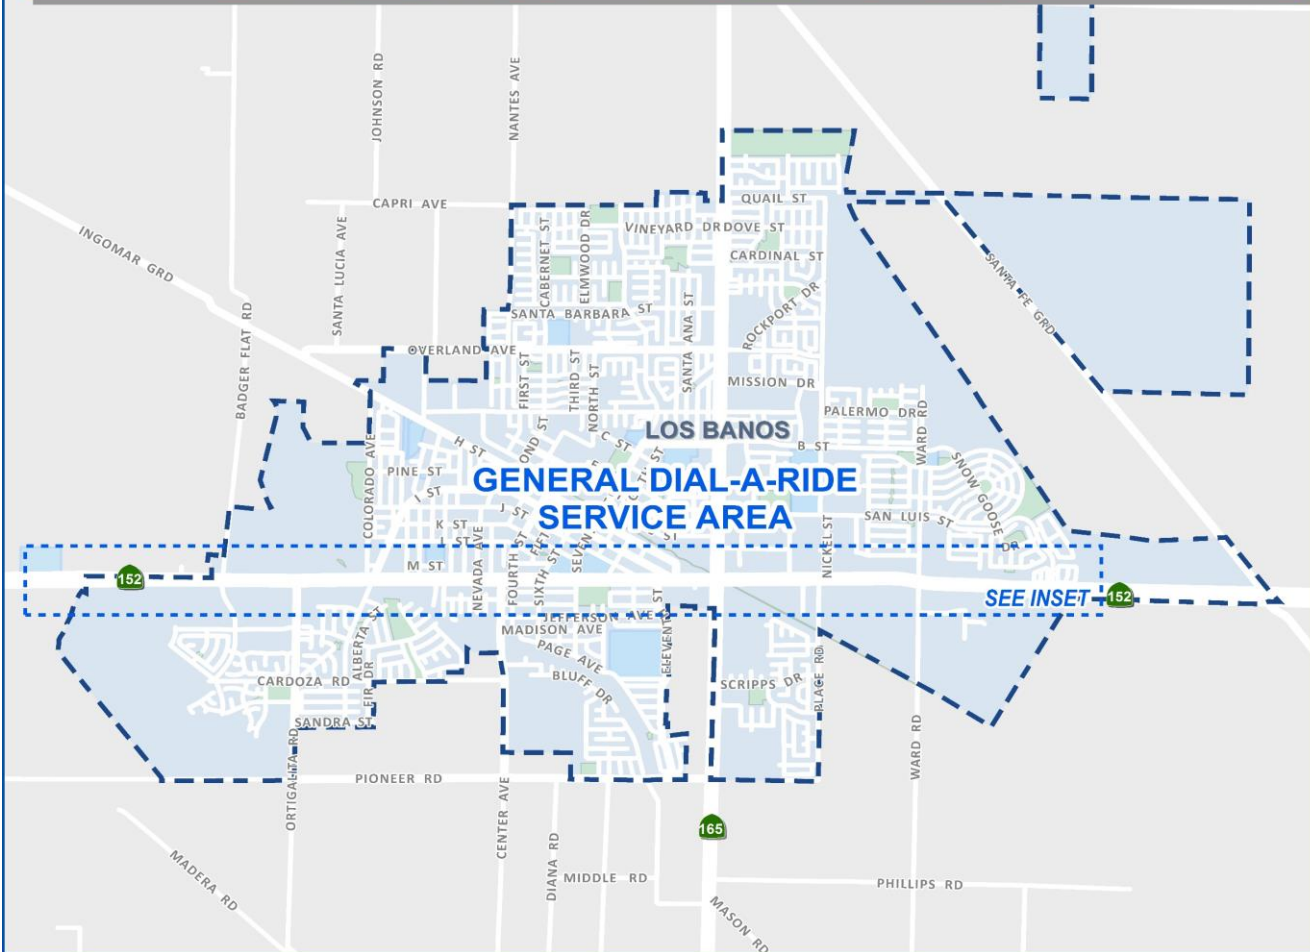 JOHNSON RD
NANTES AVE
CAPRI AVE
QUAIL ST
VINEYARD DR
DOVE ST
CARDINAL ST
INGOMAR GRD
SANTA LUCIA AVE
CABERNET ST
ELMWOOD DR
SANTA FE GRD
SANTA BARBARA ST
SANTA ANA ST
ROCKPORT DR
BADGER FLAT RD
OVERLAND AVE
FIRST ST
THIRD ST
NORTH ST
MISSION DR
PALERMO DR
WARD RD
LOS BANOS
COLORADO AVE
H ST
OND ST
C ST
B ST
PINE ST
GENERAL DIAL-A-RIDE
SERVICE AREA
SNOW GOOSE
DR
I ST
J ST
SAN LUIS ST
K ST
L ST
M ST
NEVADA AVE
FOURTH ST
SIXTH ST
SEVEN
NICKEL ST
152
SEE INSET
152
ALBERTA ST
JEFFERSON AVE
MADISON AVE
ELEVENT
ST
PAGE AVE
BLUFF DR
CARDOZA RD
FIR DR
SCRIPPS DR
PLACE RD
SANDRA ST
ORTIGALITA RD
WARD RD
PIONEER RD
CENTER AVE
DIANA RD
165
MADERA RD
MIDDLE RD
PHILLIPS RD
MASON RD